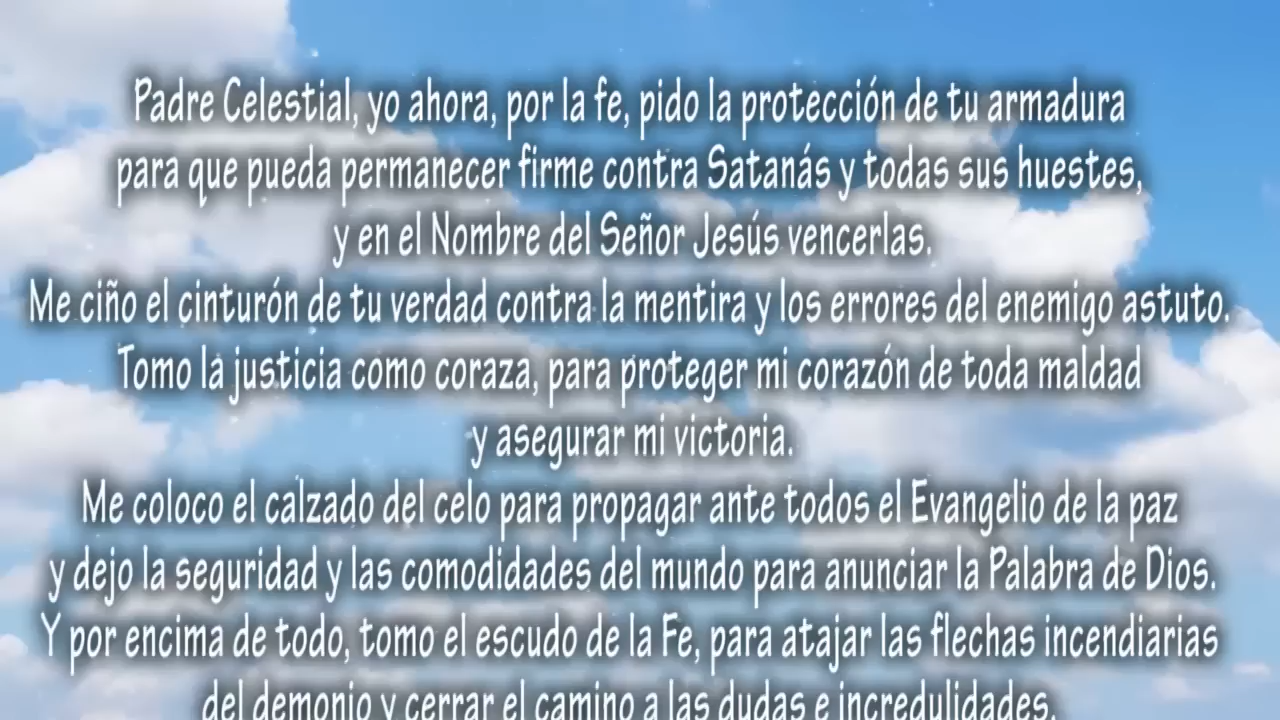 Padre Celestial, yo ahora, por la fe, pido la protección de tu armadura
para que pueda permanecer firme contra Satanás y todas sus huestes,
y en el Nombre del Señor Jesús vencerlas.
Me ciño el cinturón de tu verdad contra la mentira y los errores del enemigo astuto.
Tomo la justicia como coraza, para proteger mi corazón de toda maldad
y asegurar mi victoria.
Me coloco el calzado del celo para propagar ante todos el Evangelio de la paz
y dejo la seguridad y las comodidades del mundo para anunciar la Palabra de Dios.
Y por encima de todo, tomo el escudo de la Fe, para atajar las flechas incendiarias
del demonio y cerrar el camino a las dudas e incredulidades.